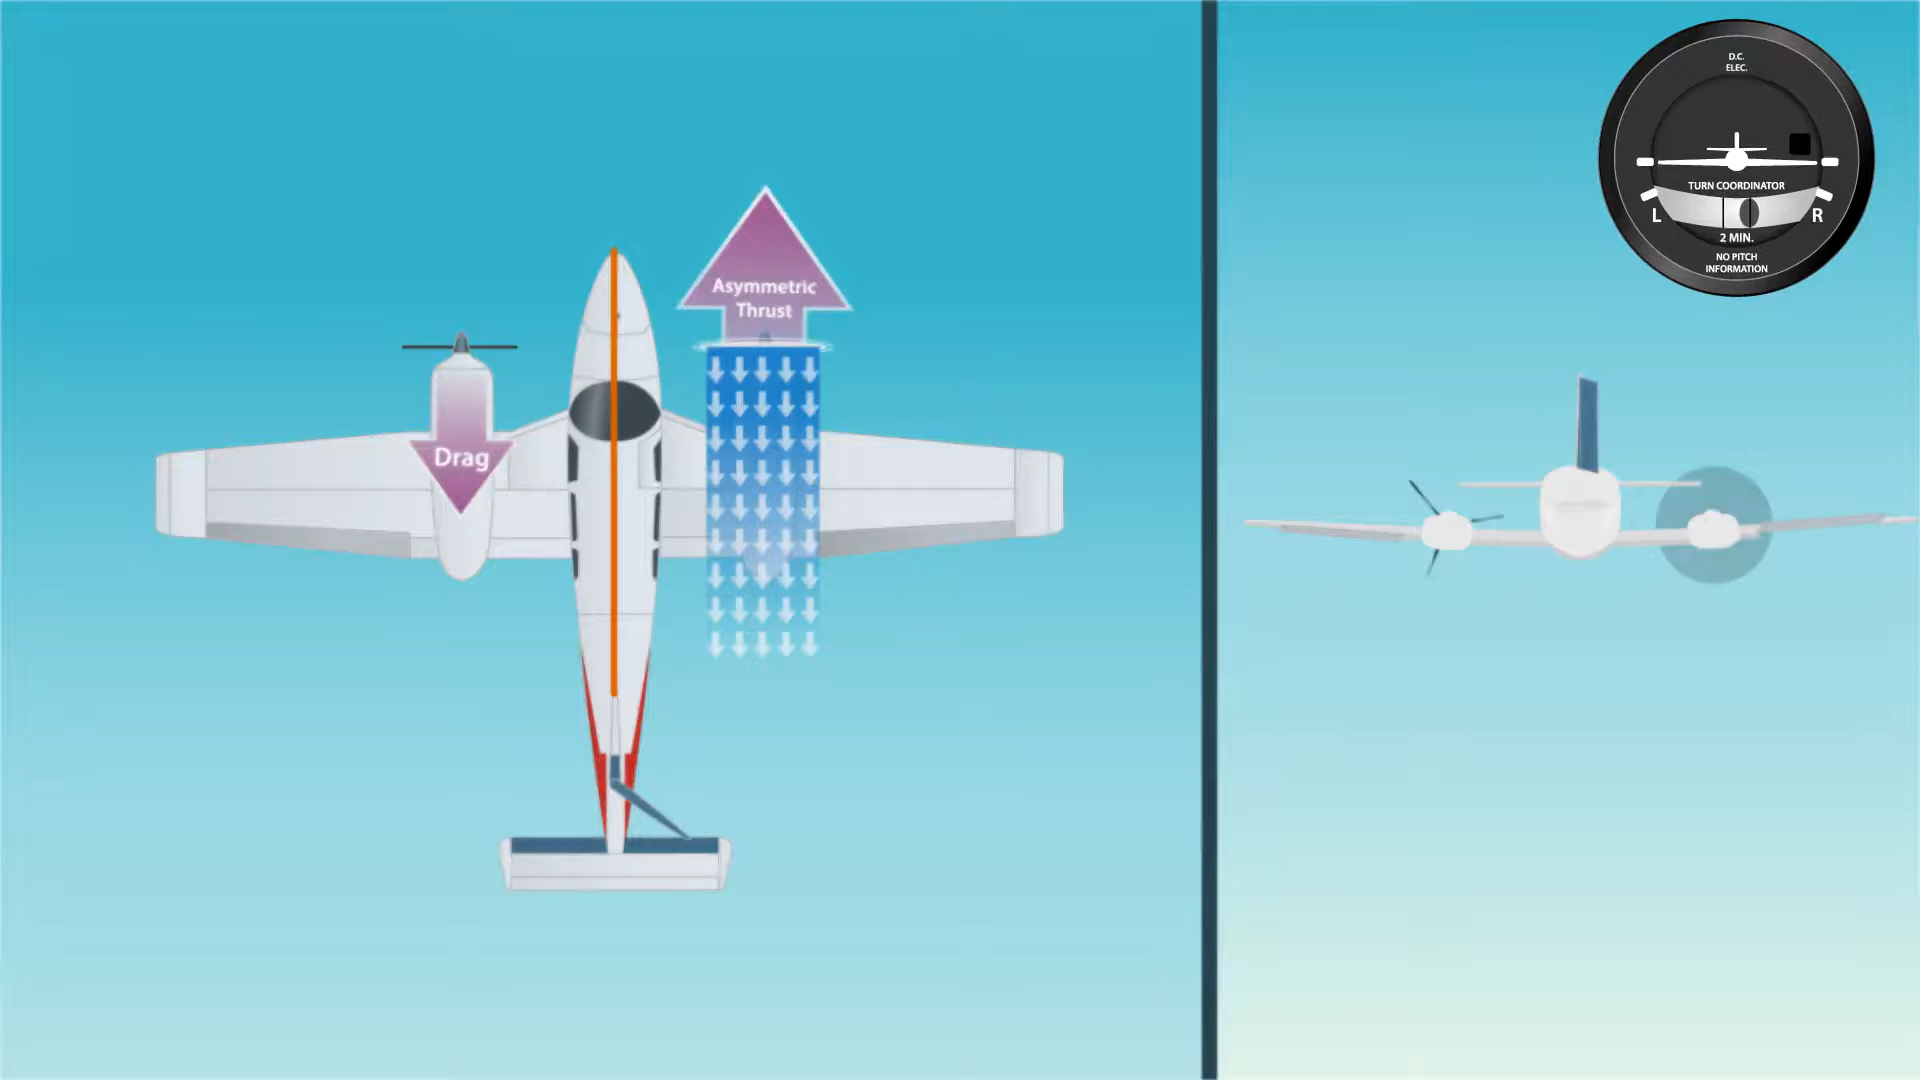 Asymmetric
Thrust
Drag
D.C.
ELEC.
TURN COORDINATOR
L
R
2 MIN.
NO PITCH
INFORMATION